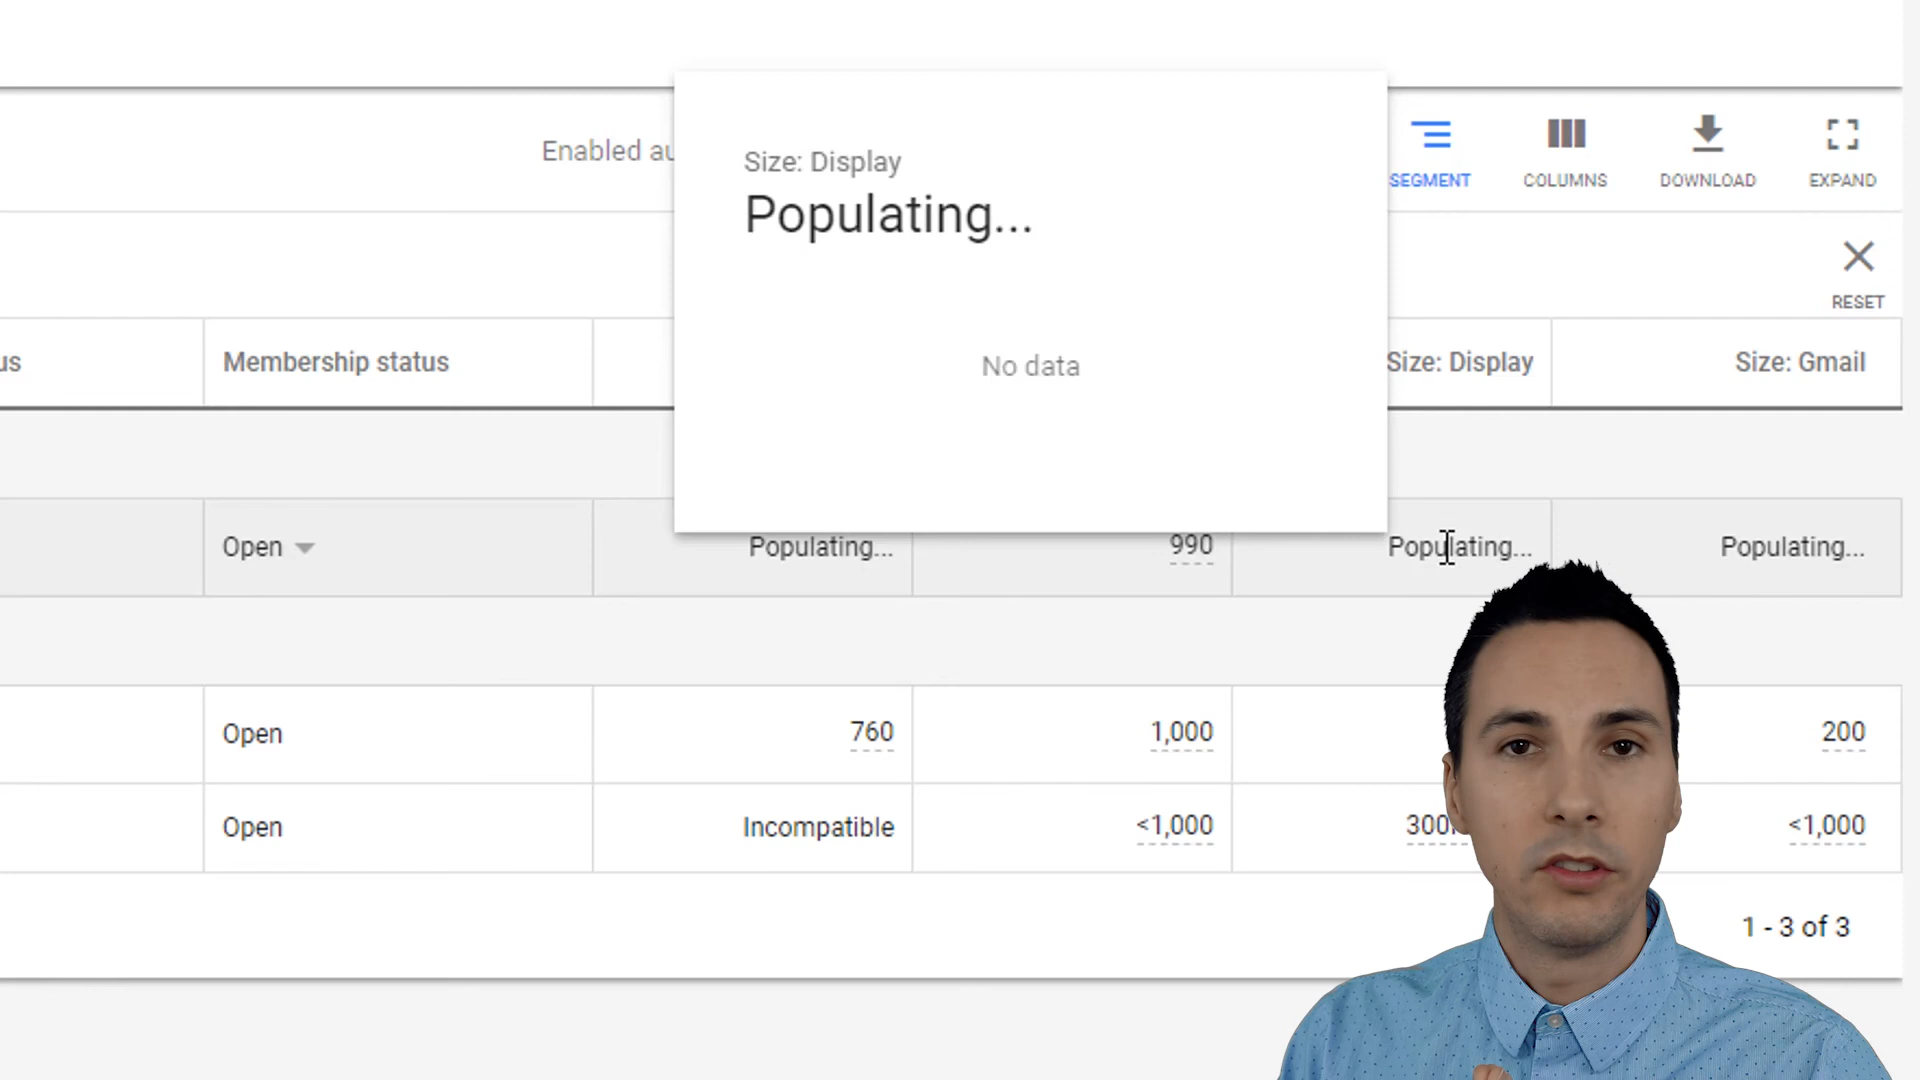 Enabled au
Size: Display
Populating...
No data
SEGMENT
COLUMNS
DOWNLOAD
EXPAND
RESET
us
Membership status
Size: Display
Size: Gmail
Open
Populating...
990
Populating...
Populating...
Open
760
1,000
200
Open
Incompatible
<1,000
300
<1,000
1 - 3 of 3